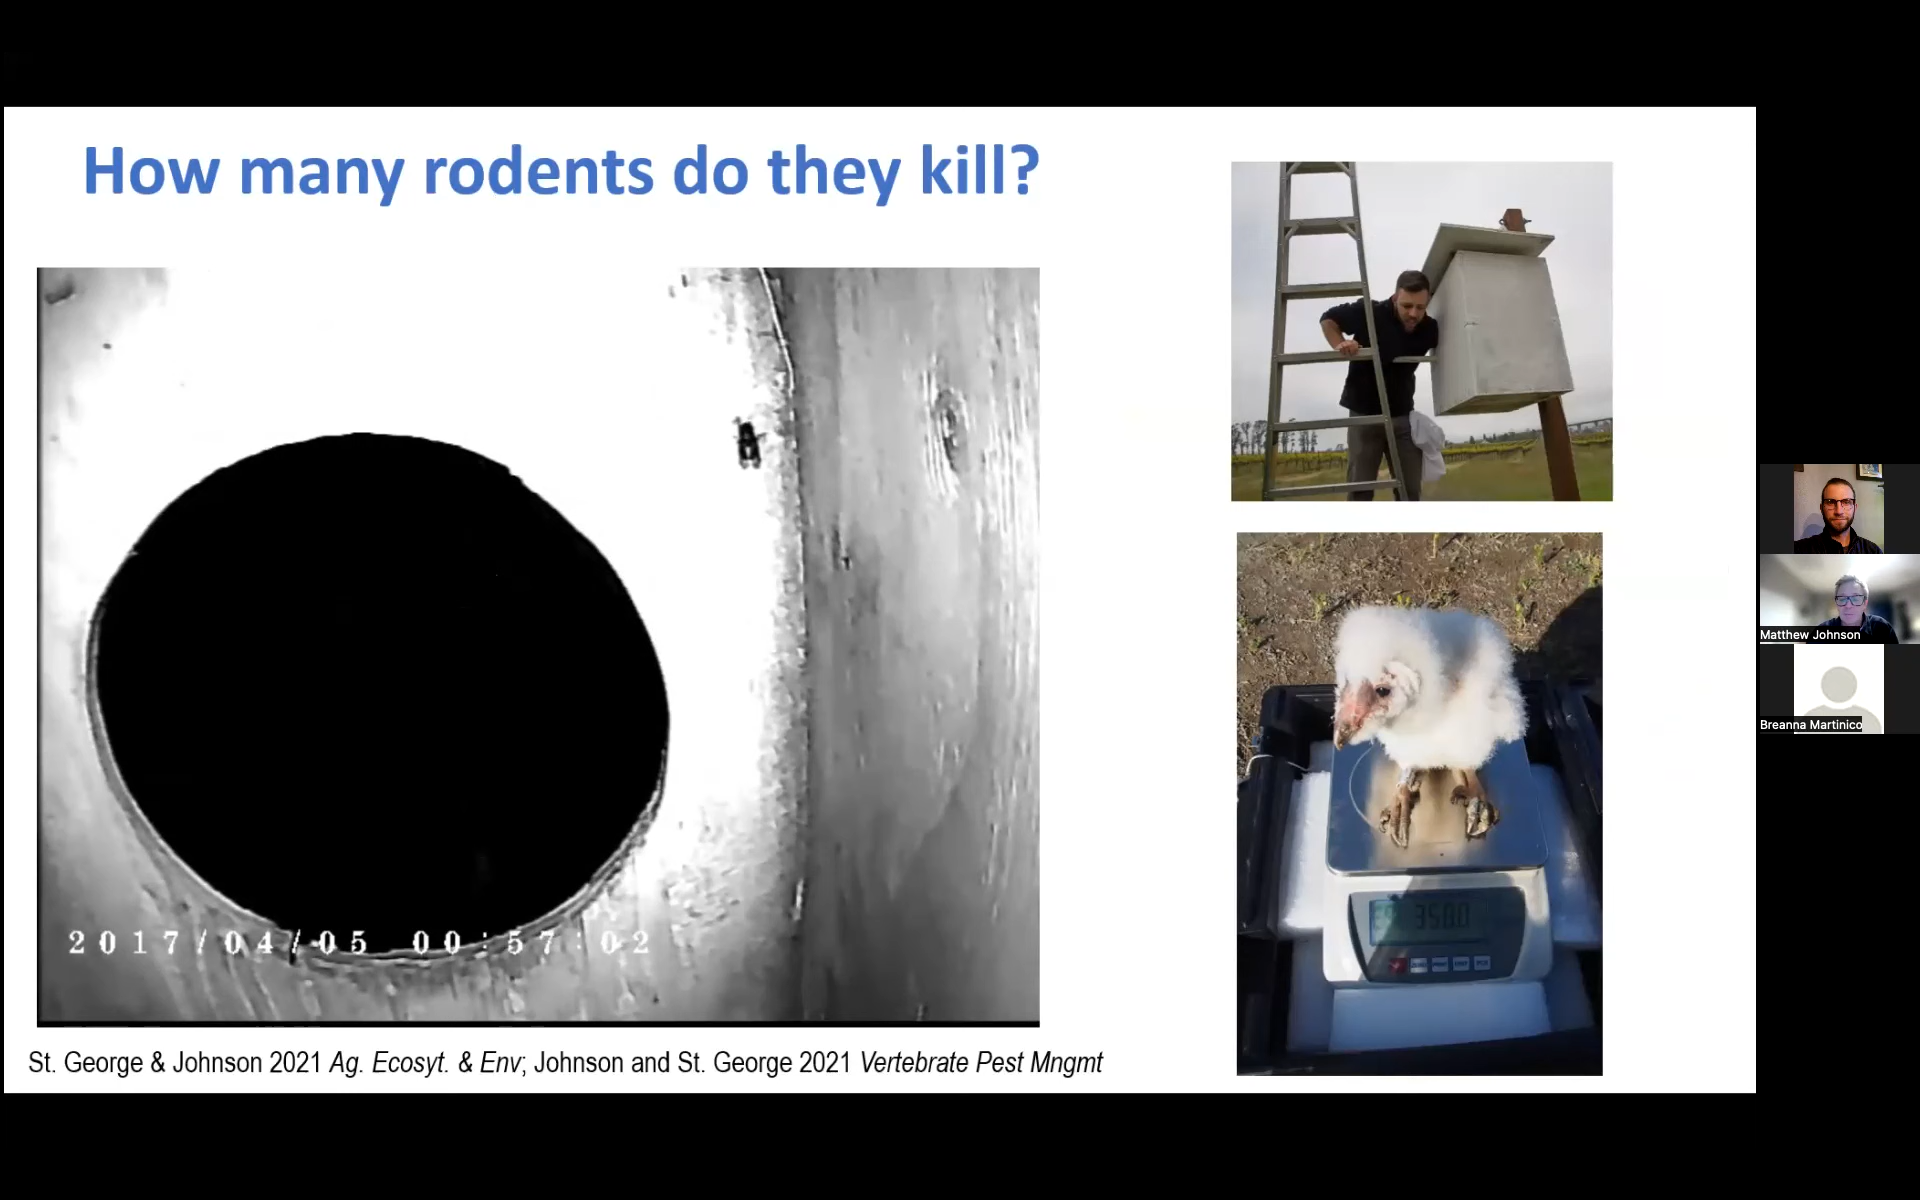 How many rodents do they kill?
2017/04/05 00:57:02
St. George & Johnson 2021 Ag. Ecosyt. & Env; Johnson and St. George 2021 Vertebrate Pest Mngmt
350.0
Matthew Johnson
Breanna Martinico